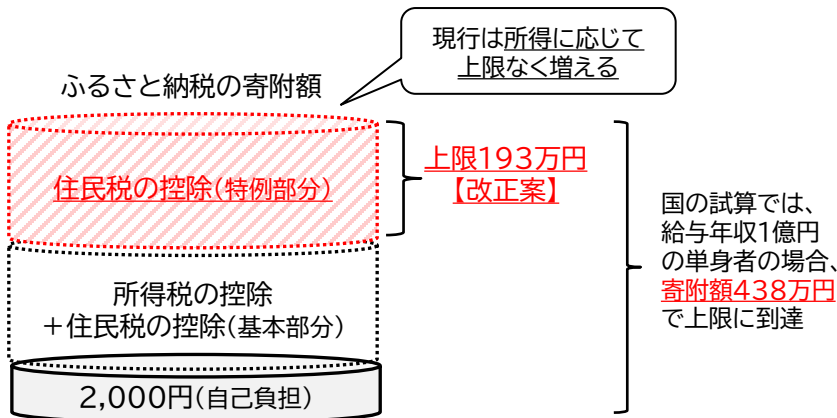 現行は所得に応じて
上限なく増える
ふるさと納税の寄附額
住民税の控除(特例部分)
上限193万円
【改正案】
所得税の控除
+住民税の控除(基本部分)
2,000円(自己負担)
国の試算では、
給与年収1億円
の単身者の場合、
寄附額438万円
で上限に到達